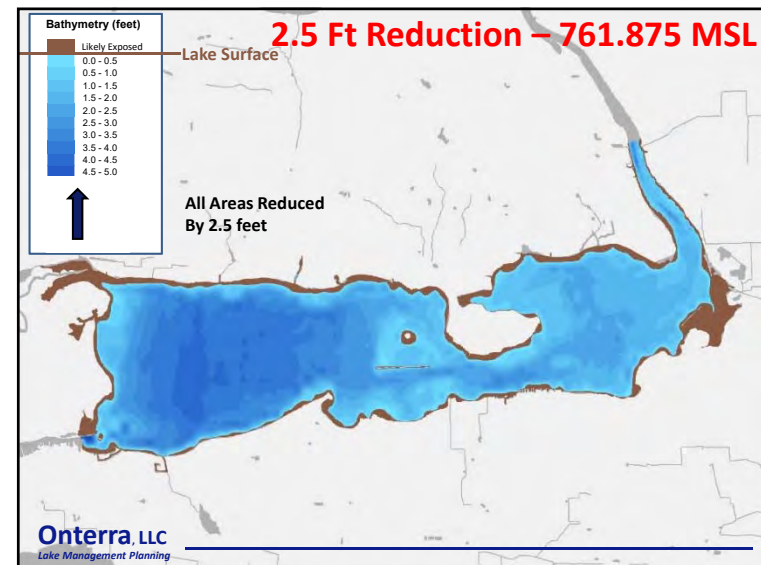 Bathymetry (feet)
2.5 Ft Reduction – 761.875 MSL
Likely Exposed
Lake Surface
0.0 - 0.5
0.5 - 1.0
1.0 - 1.5
1.5 - 2.0
2.0 - 2.5
2.5 - 3.0
3.0 - 3.5
3.5 - 4.0
4.0 - 4.5
4.5 - 5.0
All Areas Reduced
By 2.5 feet
Onterra, LLC
Lake Management Planning